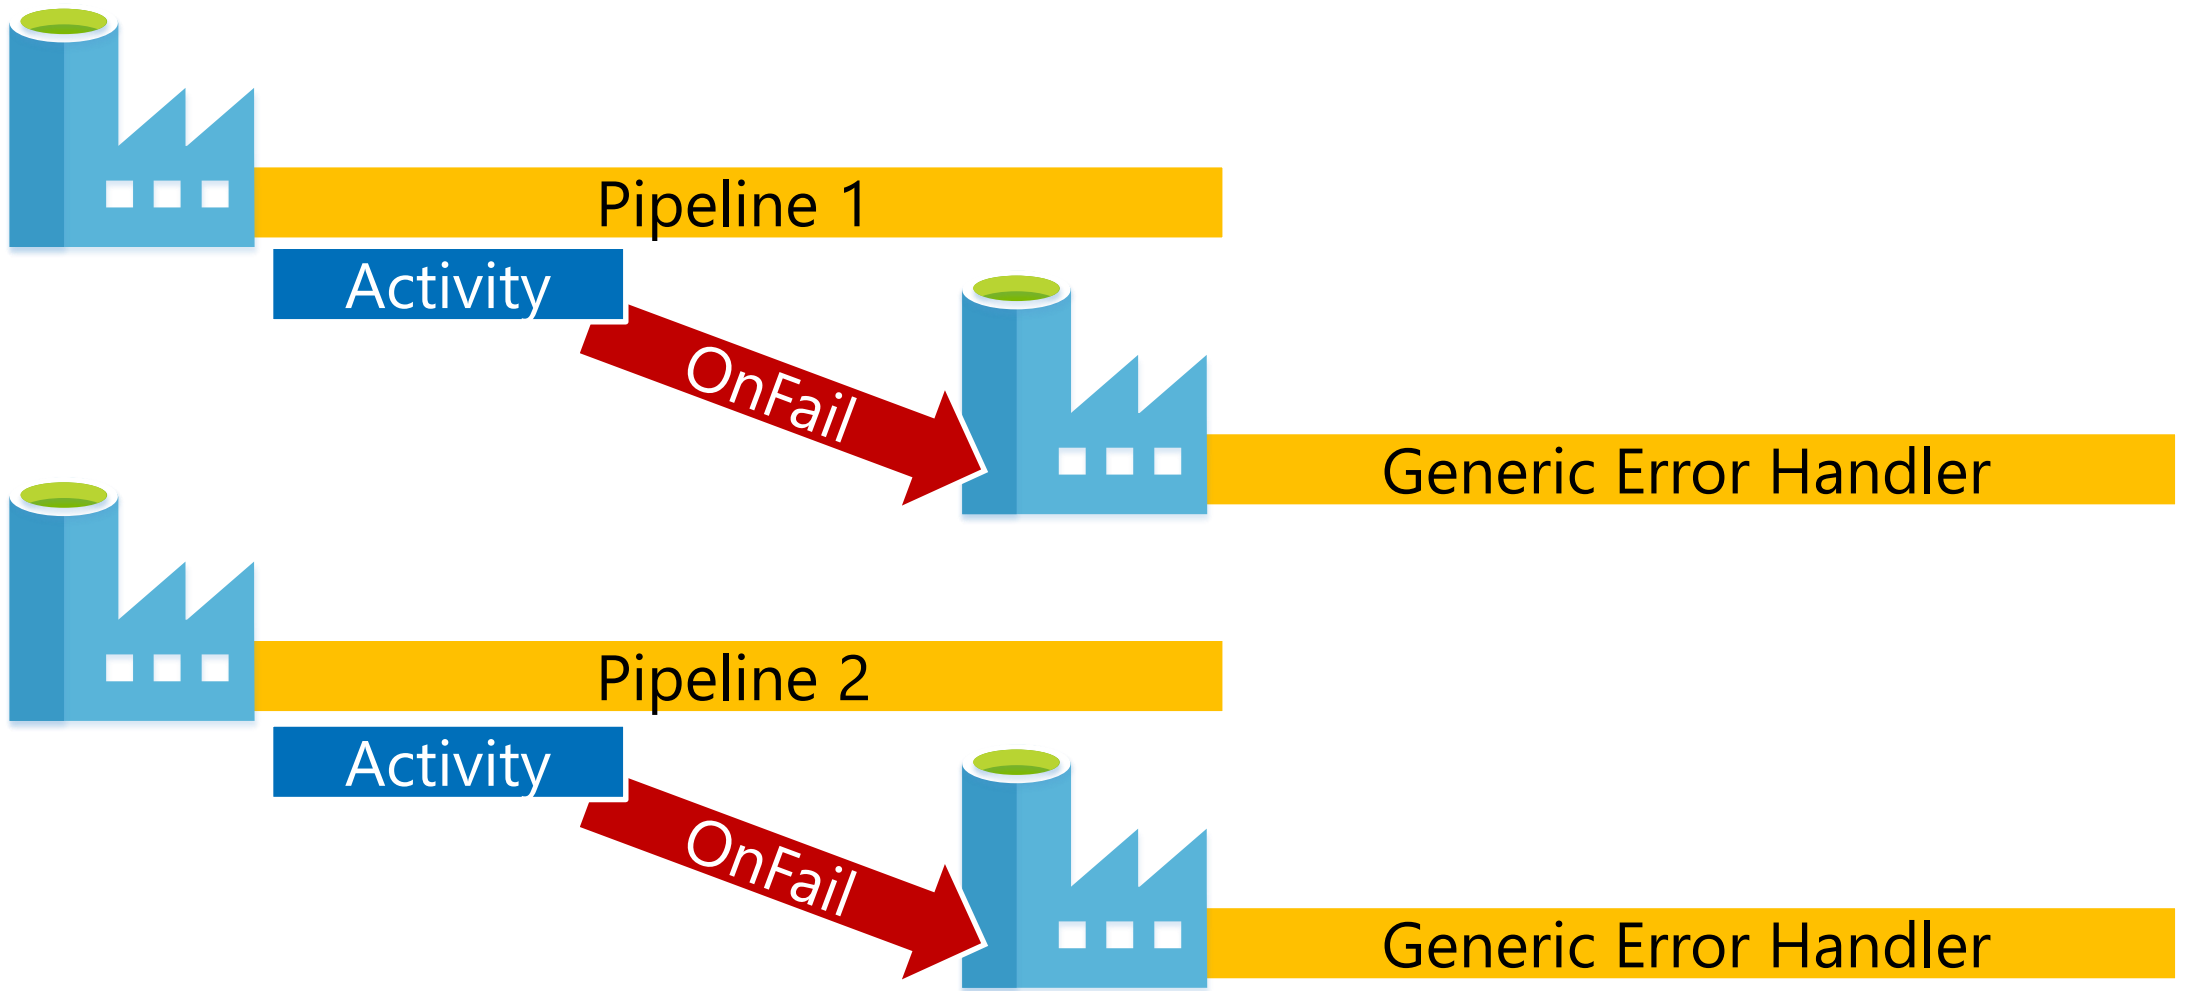 Pipeline 1
Activity
OnFail
Generic Error Handler
Pipeline 2
Activity
OnFail
Generic Error Handler